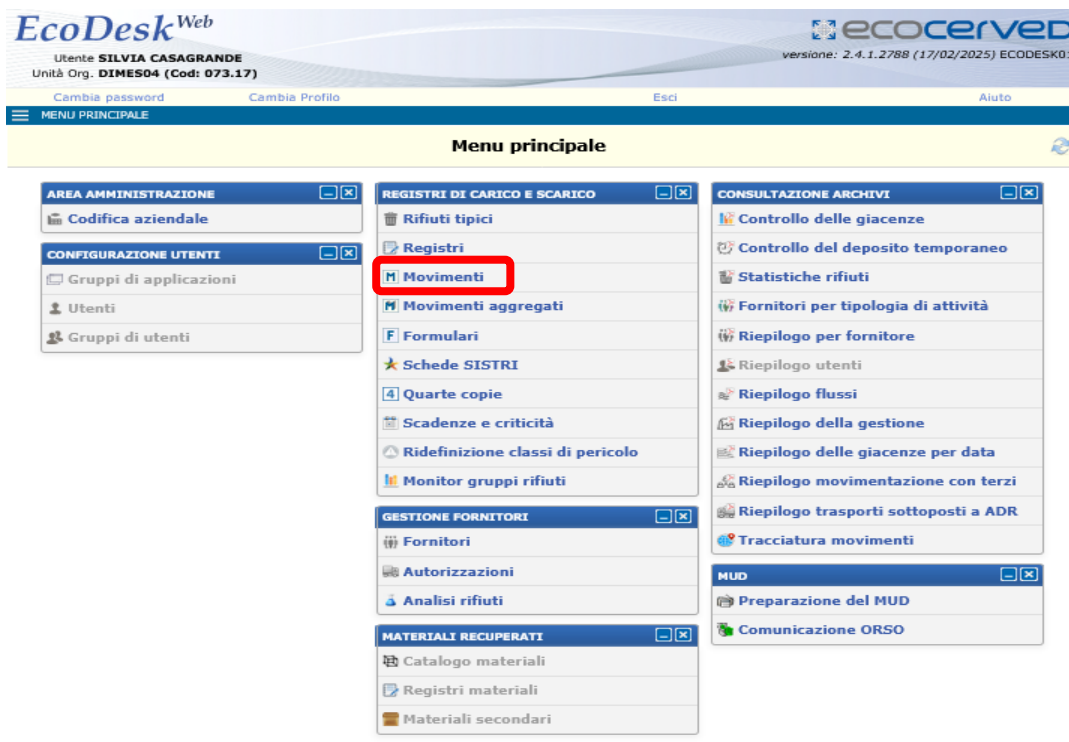 EcoDesk Web
ecocerved
Utente SILVIA CASAGRANDE
Unità Org. DIMES04 (Cod: 073.17)
versione: 2.4.1.2788 (17/02/2025) ECODESK01
Cambia password Cambia Profilo Esci Aiuto
MENU PRINCIPALE
Menu principale
AREA AMMINISTRAZIONE
Codifica aziendale
CONFIGURAZIONE UTENTI
Gruppi di applicazioni
Utenti
Gruppi di utenti
REGISTRI DI CARICO E SCARICO
Rifiuti tipici
Registri
M Movimenti
M Movimenti aggregati
F Formulari
Schede SISTRI
4 Quarte copie
Scadenze e criticità
Ridefinizione classi di pericolo
Monitor gruppi rifiuti
GESTIONE FORNITORI
Fornitori
Autorizzazioni
Analisi rifiuti
MATERIALI RECUPERATI
Catalogo materiali
Registri materiali
Materiali secondari
CONSULTAZIONE ARCHIVI
Controllo delle giacenze
Controllo del deposito temporaneo
Statistiche rifiuti
Fornitori per tipologia di attività
Riepilogo per fornitore
Riepilogo utenti
Riepilogo flussi
Riepilogo della gestione
Riepilogo delle giacenze per data
Riepilogo movimentazione con terzi
Riepilogo trasporti sottoposti a ADR
Tracciatura movimenti
MUD
Preparazione del MUD
Comunicazione ORSO